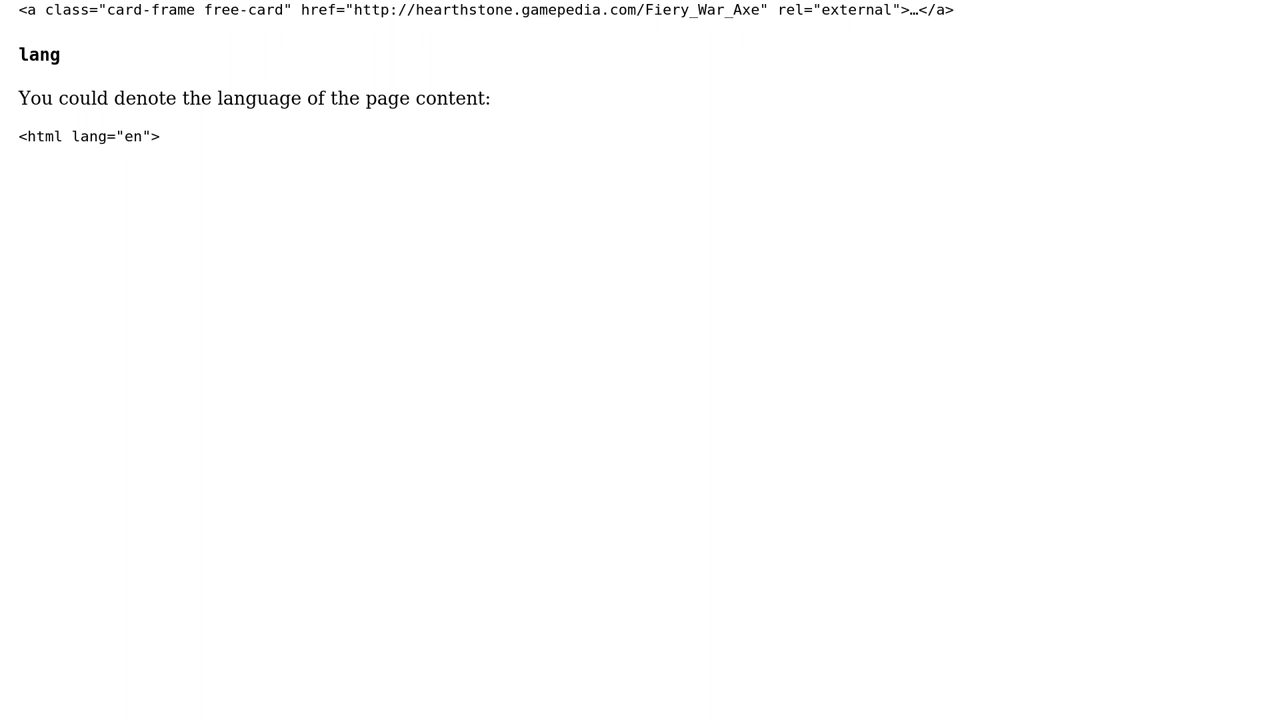 <a class="card-frame free-card" href="http://hearthstone.gamepedia.com/Fiery_War_Axe" rel="external">…</a>
lang
You could denote the language of the page content:
<html lang="en">